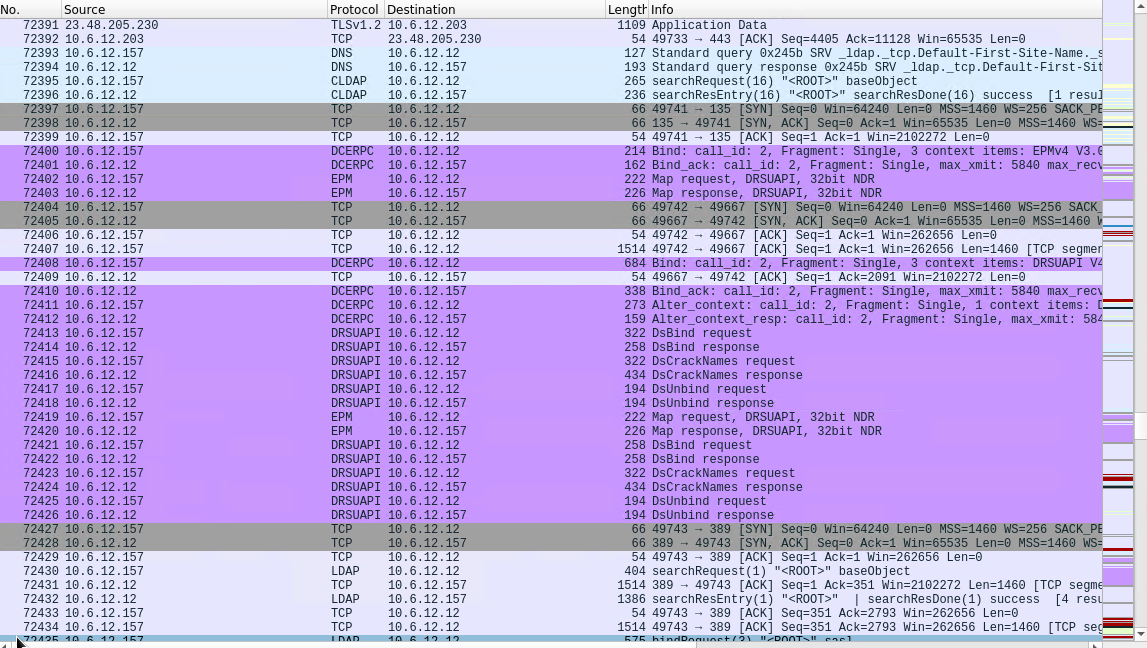 No. Source Protocol Destination Length Info
72391 23.48.205.230 TLSv1.2 10.6.12.203 1109 Application Data
72392 10.6.12.203 TCP 23.48.205.230 54 49733 → 443 [ACK] Seq=4405 Ack=11128 Win=65535 Len=0
72393 10.6.12.157 DNS 10.6.12.12 127 Standard query 0x245b SRV _ldap._tcp.Default-First-Site-Name._s
72394 10.6.12.12 DNS 10.6.12.157 193 Standard query response 0x245b SRV _ldap._tcp.Default-First-Sit
72395 10.6.12.157 CLDAP 10.6.12.12 265 searchRequest(16) "<ROOT>" baseObject
72396 10.6.12.12 CLDAP 10.6.12.157 236 searchResEntry(16) "<ROOT>" searchResDone(16) success [1 resul
72397 10.6.12.157 TCP 10.6.12.12 66 49741 → 135 [SYN] Seq=0 Win=64240 Len=0 MSS=1460 WS=256 SACK_PE
72398 10.6.12.12 TCP 10.6.12.157 66 135 → 49741 [SYN, ACK] Seq=0 Ack=1 Win=65535 Len=0 MSS=1460 WS=
72399 10.6.12.157 TCP 10.6.12.12 54 49741 → 135 [ACK] Seq=1 Ack=1 Win=2102272 Len=0
72400 10.6.12.157 DCERPC 10.6.12.12 214 Bind: call_id: 2, Fragment: Single, 3 context items: EPMv4 V3.0
72401 10.6.12.12 DCERPC 10.6.12.157 162 Bind_ack: call_id: 2, Fragment: Single, max_xmit: 5840 max_recv
72402 10.6.12.157 EPM 10.6.12.12 222 Map request, DRSUAPI, 32bit NDR
72403 10.6.12.12 EPM 10.6.12.157 226 Map response, DRSUAPI, 32bit NDR
72404 10.6.12.157 TCP 10.6.12.12 66 49742 → 49667 [SYN] Seq=0 Win=64240 Len=0 MSS=1460 WS=256 SACK_
72405 10.6.12.12 TCP 10.6.12.157 66 49667 → 49742 [SYN, ACK] Seq=0 Ack=1 Win=65535 Len=0 MSS=1460 W
72406 10.6.12.157 TCP 10.6.12.12 54 49742 → 49667 [ACK] Seq=1 Ack=1 Win=262656 Len=0
72407 10.6.12.157 TCP 10.6.12.12 1514 49742 → 49667 [ACK] Seq=1 Ack=1 Win=262656 Len=1460 [TCP segmer
72408 10.6.12.157 DCERPC 10.6.12.12 684 Bind: call_id: 2, Fragment: Single, 3 context items: DRSUAPI V4
72409 10.6.12.12 TCP 10.6.12.157 54 49667 → 49742 [ACK] Seq=1 Ack=2091 Win=2102272 Len=0
72410 10.6.12.12 DCERPC 10.6.12.157 338 Bind_ack: call_id: 2, Fragment: Single, max_xmit: 5840 max_recv
72411 10.6.12.157 DCERPC 10.6.12.12 273 Alter_context: call_id: 2, Fragment: Single, 1 context items: D
72412 10.6.12.12 DCERPC 10.6.12.157 159 Alter_context_resp: call_id: 2, Fragment: Single, max_xmit: 584
72413 10.6.12.157 DRSUAPI 10.6.12.12 322 DsBind request
72414 10.6.12.12 DRSUAPI 10.6.12.157 258 DsBind response
72415 10.6.12.157 DRSUAPI 10.6.12.12 322 DsCrackNames request
72416 10.6.12.12 DRSUAPI 10.6.12.157 434 DsCrackNames response
72417 10.6.12.157 DRSUAPI 10.6.12.12 194 DsUnbind request
72418 10.6.12.12 DRSUAPI 10.6.12.157 194 DsUnbind response
72419 10.6.12.157 EPM 10.6.12.12 222 Map request, DRSUAPI, 32bit NDR
72420 10.6.12.12 EPM 10.6.12.157 226 Map response, DRSUAPI, 32bit NDR
72421 10.6.12.157 DRSUAPI 10.6.12.12 258 DsBind request
72422 10.6.12.12 DRSUAPI 10.6.12.157 258 DsBind response
72423 10.6.12.157 DRSUAPI 10.6.12.12 322 DsCrackNames request
72424 10.6.12.12 DRSUAPI 10.6.12.157 434 DsCrackNames response
72425 10.6.12.157 DRSUAPI 10.6.12.12 194 DsUnbind request
72426 10.6.12.12 DRSUAPI 10.6.12.157 194 DsUnbind response
72427 10.6.12.157 TCP 10.6.12.12 66 49743 → 389 [SYN] Seq=0 Win=64240 Len=0 MSS=1460 WS=256 SACK_PE
72428 10.6.12.12 TCP 10.6.12.157 66 389 → 49743 [SYN, ACK] Seq=0 Ack=1 Win=65535 Len=0 MSS=1460 WS=
72429 10.6.12.157 TCP 10.6.12.12 54 49743 → 389 [ACK] Seq=1 Ack=1 Win=262656 Len=0
72430 10.6.12.157 LDAP 10.6.12.12 404 searchRequest(1) "<ROOT>" baseObject
72431 10.6.12.12 TCP 10.6.12.157 1514 389 → 49743 [ACK] Seq=1 Ack=351 Win=2102272 Len=1460 [TCP segme
72432 10.6.12.12 LDAP 10.6.12.157 1386 searchResEntry(1) "<ROOT>" | searchResDone(1) success [4 resu
72433 10.6.12.157 TCP 10.6.12.12 54 49743 → 389 [ACK] Seq=351 Ack=2793 Win=262656 Len=0
72434 10.6.12.157 TCP 10.6.12.12 1514 49743 → 389 [ACK] Seq=351 Ack=2793 Win=262656 Len=1460 [TCP seg
72435 10.6.12.157 LDAP 10.6.12.12 575 bindRequest(3) "<ROOT>" sasl